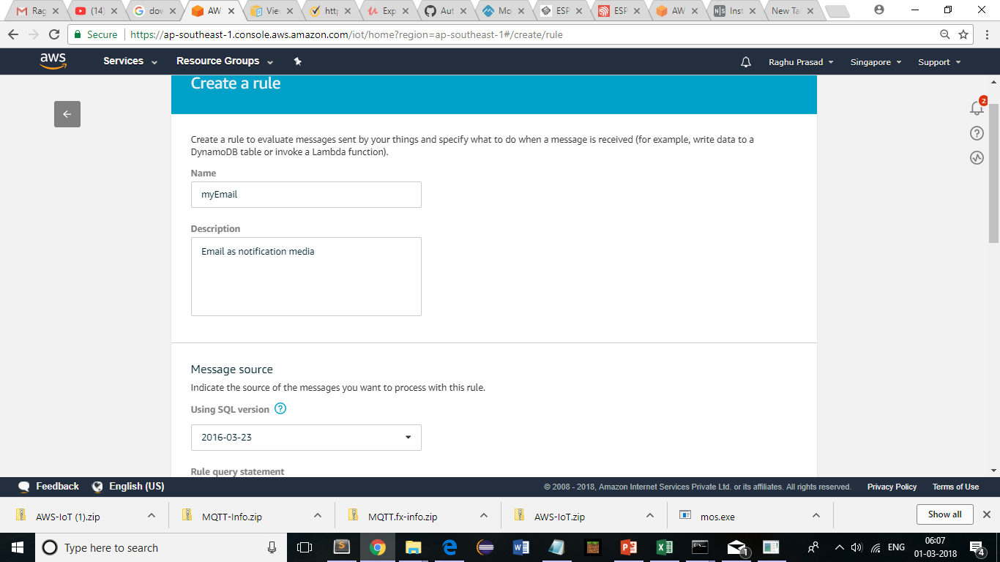 Rag
(14)
dov
AW
Viev
http
Exp
Aut
Mo
ESP
ESP
AW
N|S
Inst
New Ta
Secure
https://ap-southeast-1.console.aws.amazon.com/iot/home?region=ap-southeast-1#/create/rule
aws
Services
Resource Groups
Raghu Prasad
Singapore
Support
Create a rule
2
Create a rule to evaluate messages sent by your things and specify what to do when a message is received (for example, write data to a
DynamoDB table or invoke a Lambda function).
Name
myEmail
Description
Email as notification media
Message source
Indicate the source of the messages you want to process with this rule.
Using SQL version
2016-03-23
Rule query statement
Feedback
English (US)
© 2008 - 2018, Amazon Internet Services Private Ltd. or its affiliates. All rights reserved.
Privacy Policy
Terms of Use
AWS-IoT (1).zip
MQTT-Info.zip
MQTT.fx-info.zip
AWS-IoT.zip
mos.exe
Show all
Type here to search
1
ENG
06:07
01-03-2018
4